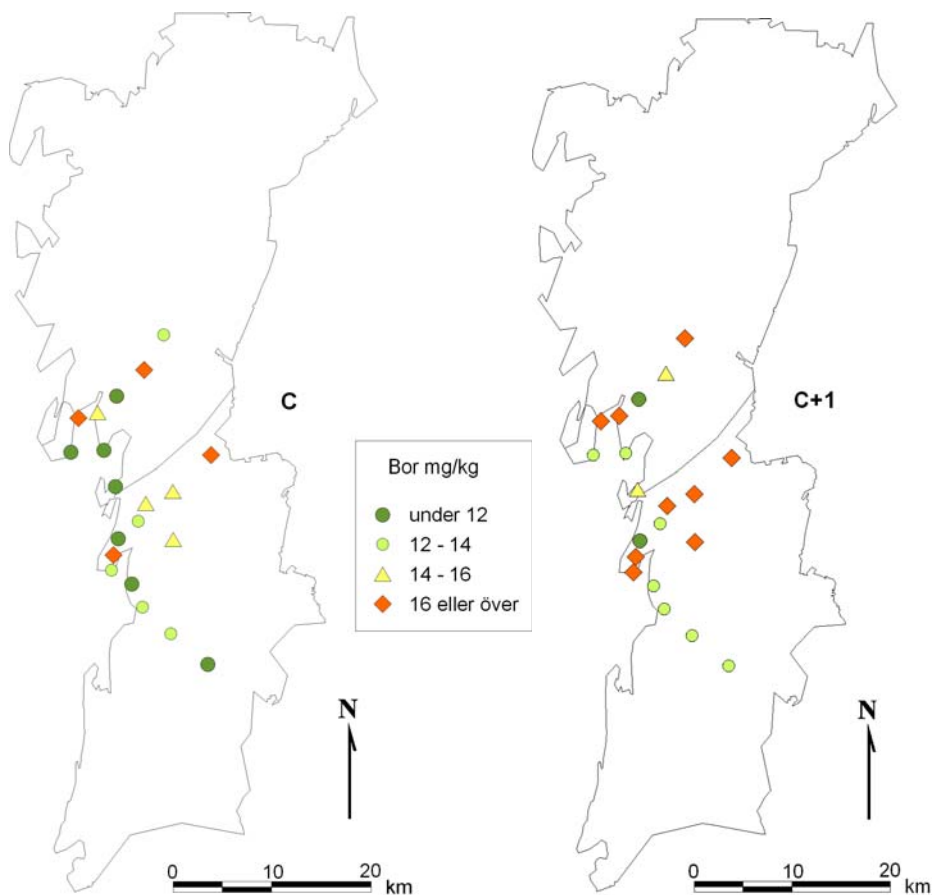 C
C+1
Bor mg/kg
under 12
12 - 14
14 - 16
16 eller över
N
N
0 10 20
km
0 10 20
km